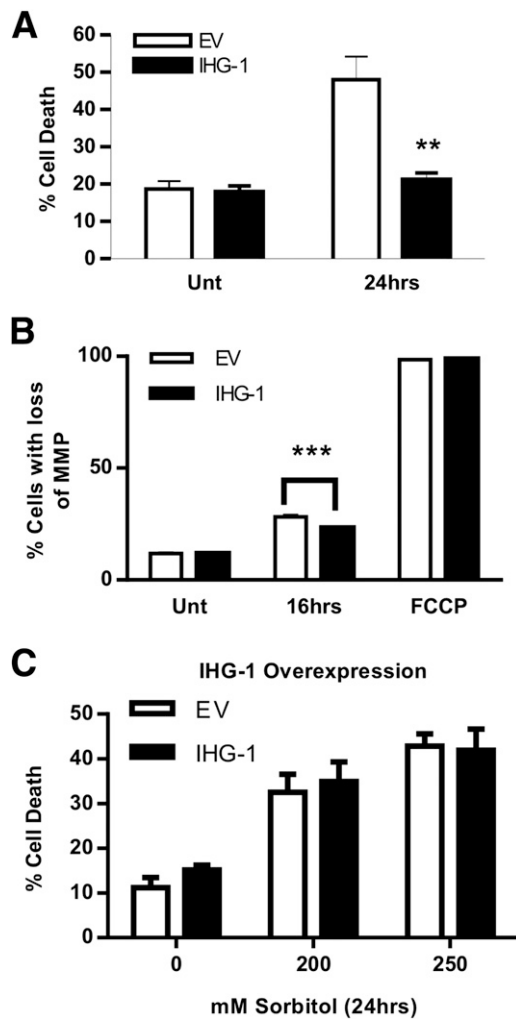 A
60
50
40
30
20
10
0
% Cell Death
EV
IHG-1
**
Unt 24hrs
B
100
50
0
% Cells with loss
of MMP
EV
IHG-1
***
Unt 16hrs FCCP
C
IHG-1 Overexpression
50
40
30
20
10
0
% Cell Death
EV
IHG-1
0 200 250
mM Sorbitol (24hrs)